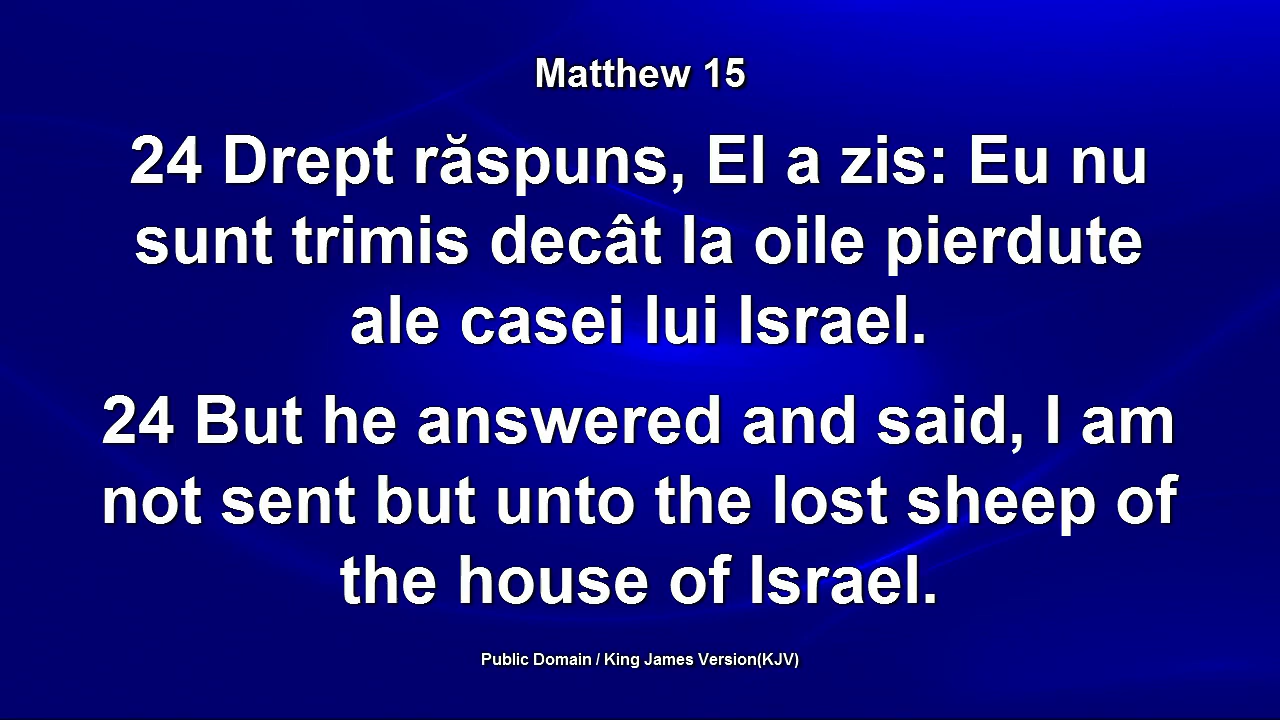 Matthew 15
24 Drept răspuns, El a zis: Eu nu
sunt trimis decât la oile pierdute
ale casei lui Israel.
24 But he answered and said, I am
not sent but unto the lost sheep of
the house of Israel.
Public Domain / King James Version(KJV)